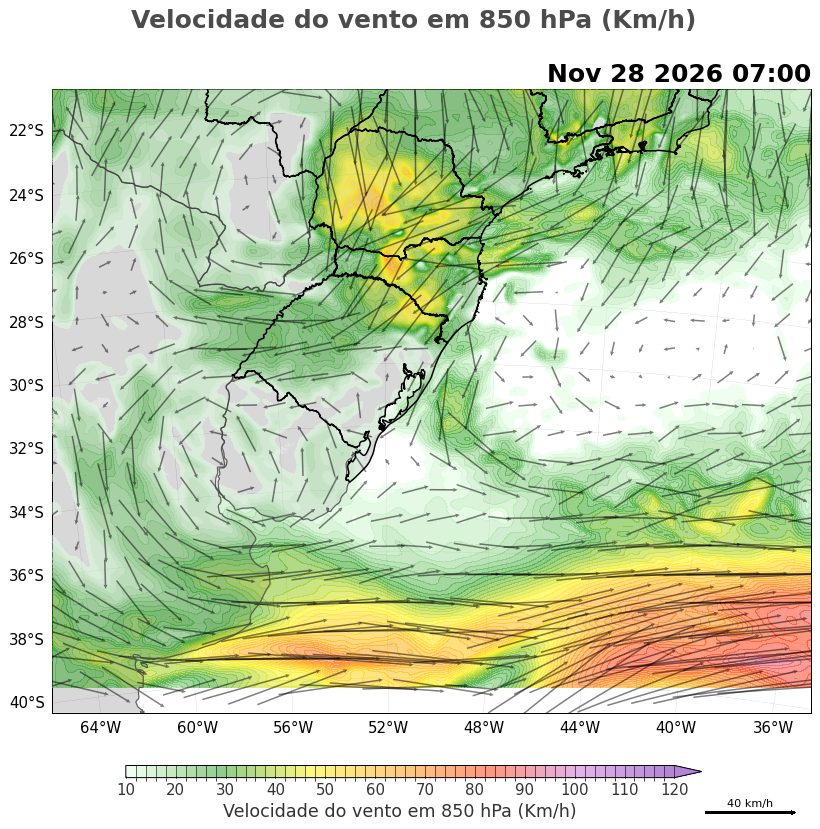 Velocidade do vento em 850 hPa (Km/h)
Nov 28 2026 07:00
22°S
24°S
26°S
28°S
30°S
32°S
34°S
36°S
38°S
40°S
64°W 60°W 56°W 52°W 48°W 44°W 40°W 36°W
10 20 30 40 50 60 70 80 90 100 110 120
Velocidade do vento em 850 hPa (Km/h)
40 km/h